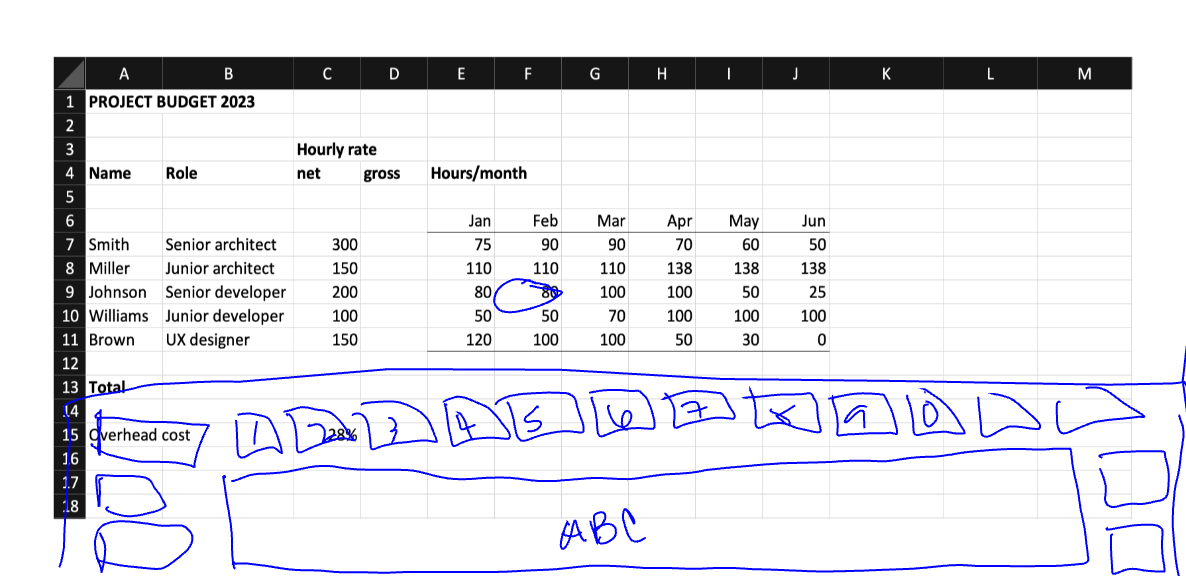 A B C D E F G H I J K L M
1 PROJECT BUDGET 2023
2
3 Hourly rate
4 Name Role net gross Hours/month
5
6 Jan Feb Mar Apr May Jun
7 Smith Senior architect 300 75 90 90 70 60 50
8 Miller Junior architect 150 110 110 110 138 138 138
9 Johnson Senior developer 200 80 80 100 100 50 25
10 Williams Junior developer 100 50 50 70 100 100 100
11 Brown UX designer 150 120 100 100 50 30 0
12
13 Total
14
1 2 3 4 5 6 7 8 9 0
15 Overhead cost 28%
16
17
18
ABC